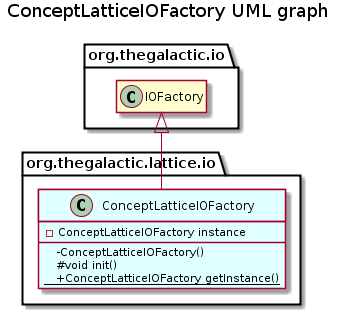 ConceptLatticeIOFactory UML graph
org.thegalactic.io
C IOFactory
org.thegalactic.lattice.io
C ConceptLatticeIOFactory
ConceptLatticeIOFactory instance
-ConceptLatticeIOFactory()
#void init()
+ConceptLatticeIOFactory getInstance()